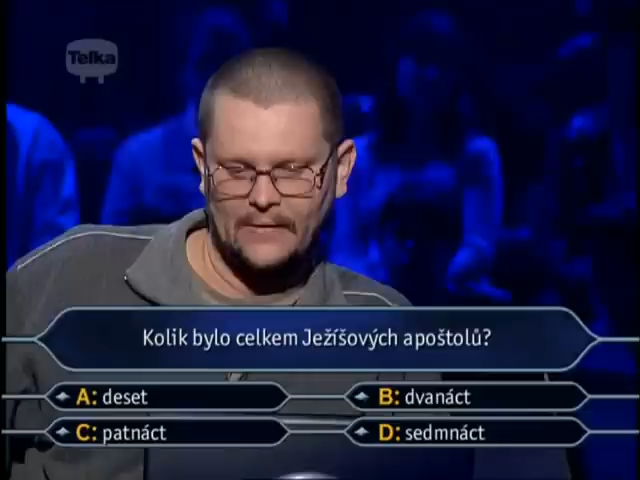 Telka
Kolik bylo celkem Ježíšových apoštolů?
A: deset
B: dvanáct
C: patnáct
D: sedmnáct